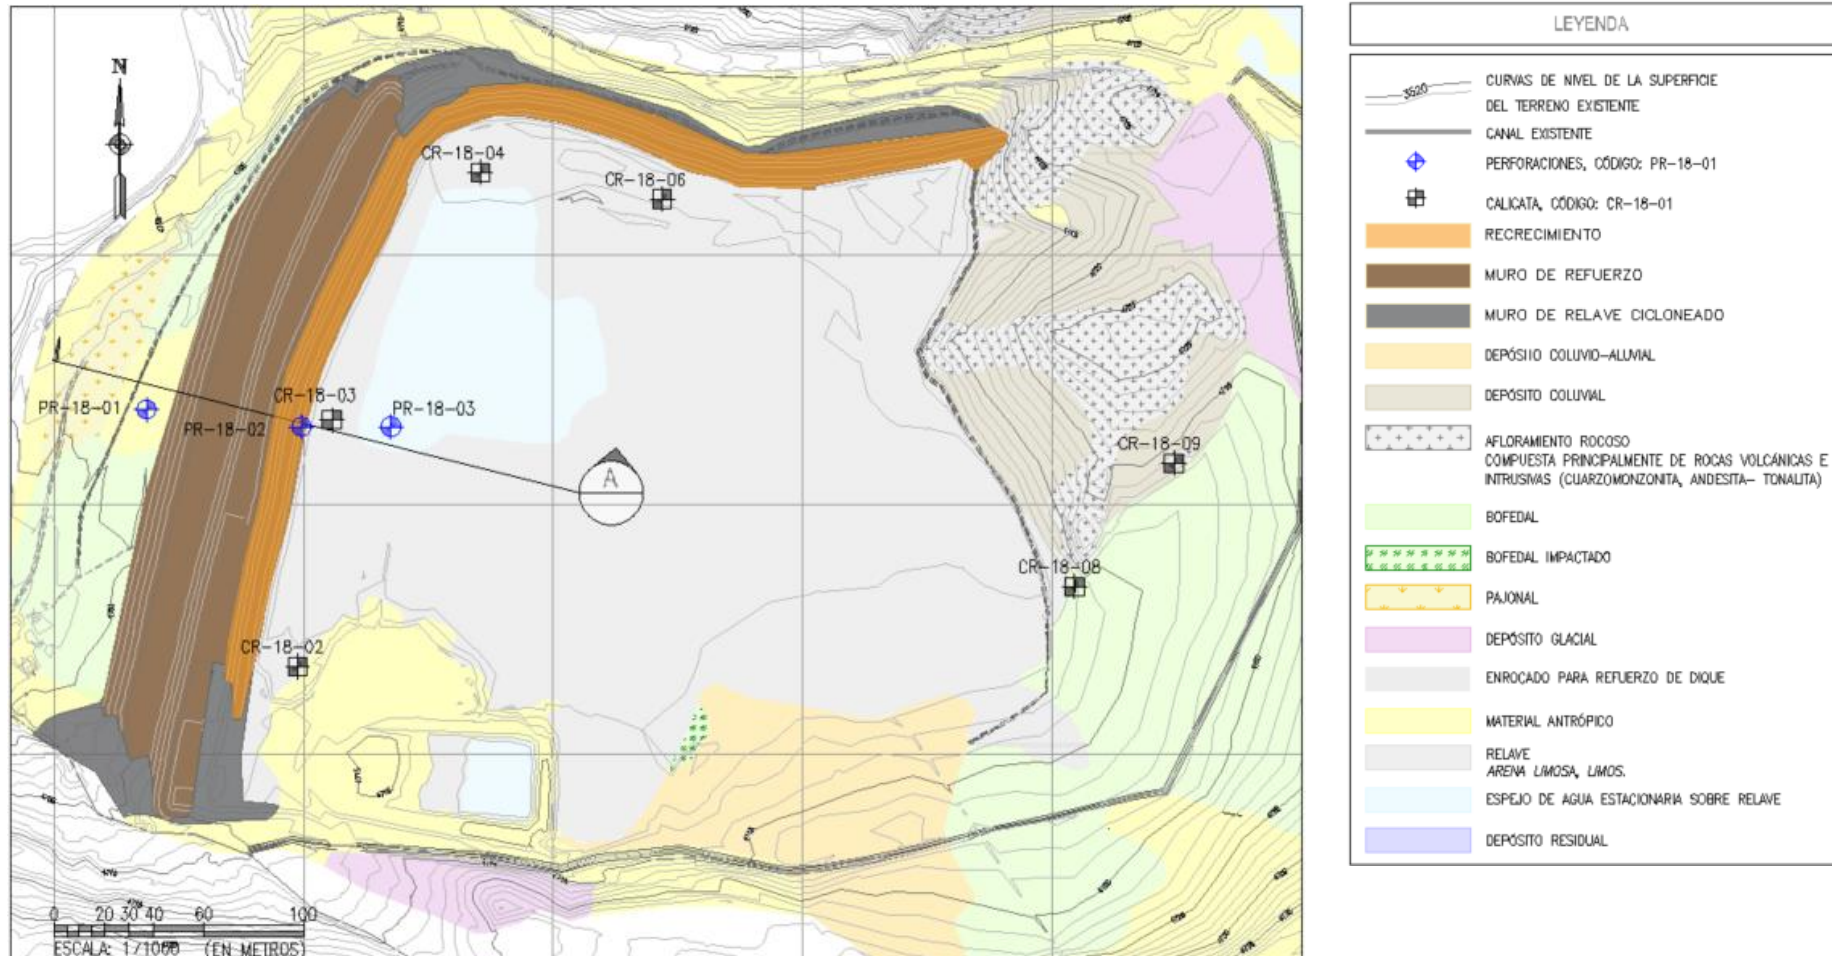 N
CR-18-04
CR-18-06
CR-18-03
PR-18-01
PR-18-02
PR-18-03
A
CR-18-09
CR-18-08
CR-18-02
0 20 30 40 60 100
ESCALA: 1/1000 (EN METROS)
LEYENDA
3520
CURVAS DE NIVEL DE LA SUPERFICIE
DEL TERRENO EXISTENTE
CANAL EXISTENTE
PERFORACIONES, CÓDIGO: PR-18-01
CALICATA, CÓDIGO: CR-18-01
RECRECIMIENTO
MURO DE REFUERZO
MURO DE RELAVE CICLONEADO
DEPÓSITO COLUVIO-ALUVIAL
DEPÓSITO COLUVIAL
AFLORAMIENTO ROCOSO
COMPUESTA PRINCIPALMENTE DE ROCAS VOLCÁNICAS E
INTRUSIVAS (CUARZOMONZONITA, ANDESITA- TONALITA)
BOFEDAL
BOFEDAL IMPACTADO
PAJONAL
DEPÓSITO GLACIAL
ENROCADO PARA REFUERZO DE DIQUE
MATERIAL ANTRÓPICO
RELAVE
ARENA LIMOSA, LIMOS.
ESPEJO DE AGUA ESTACIONARIA SOBRE RELAVE
DEPÓSITO RESIDUAL